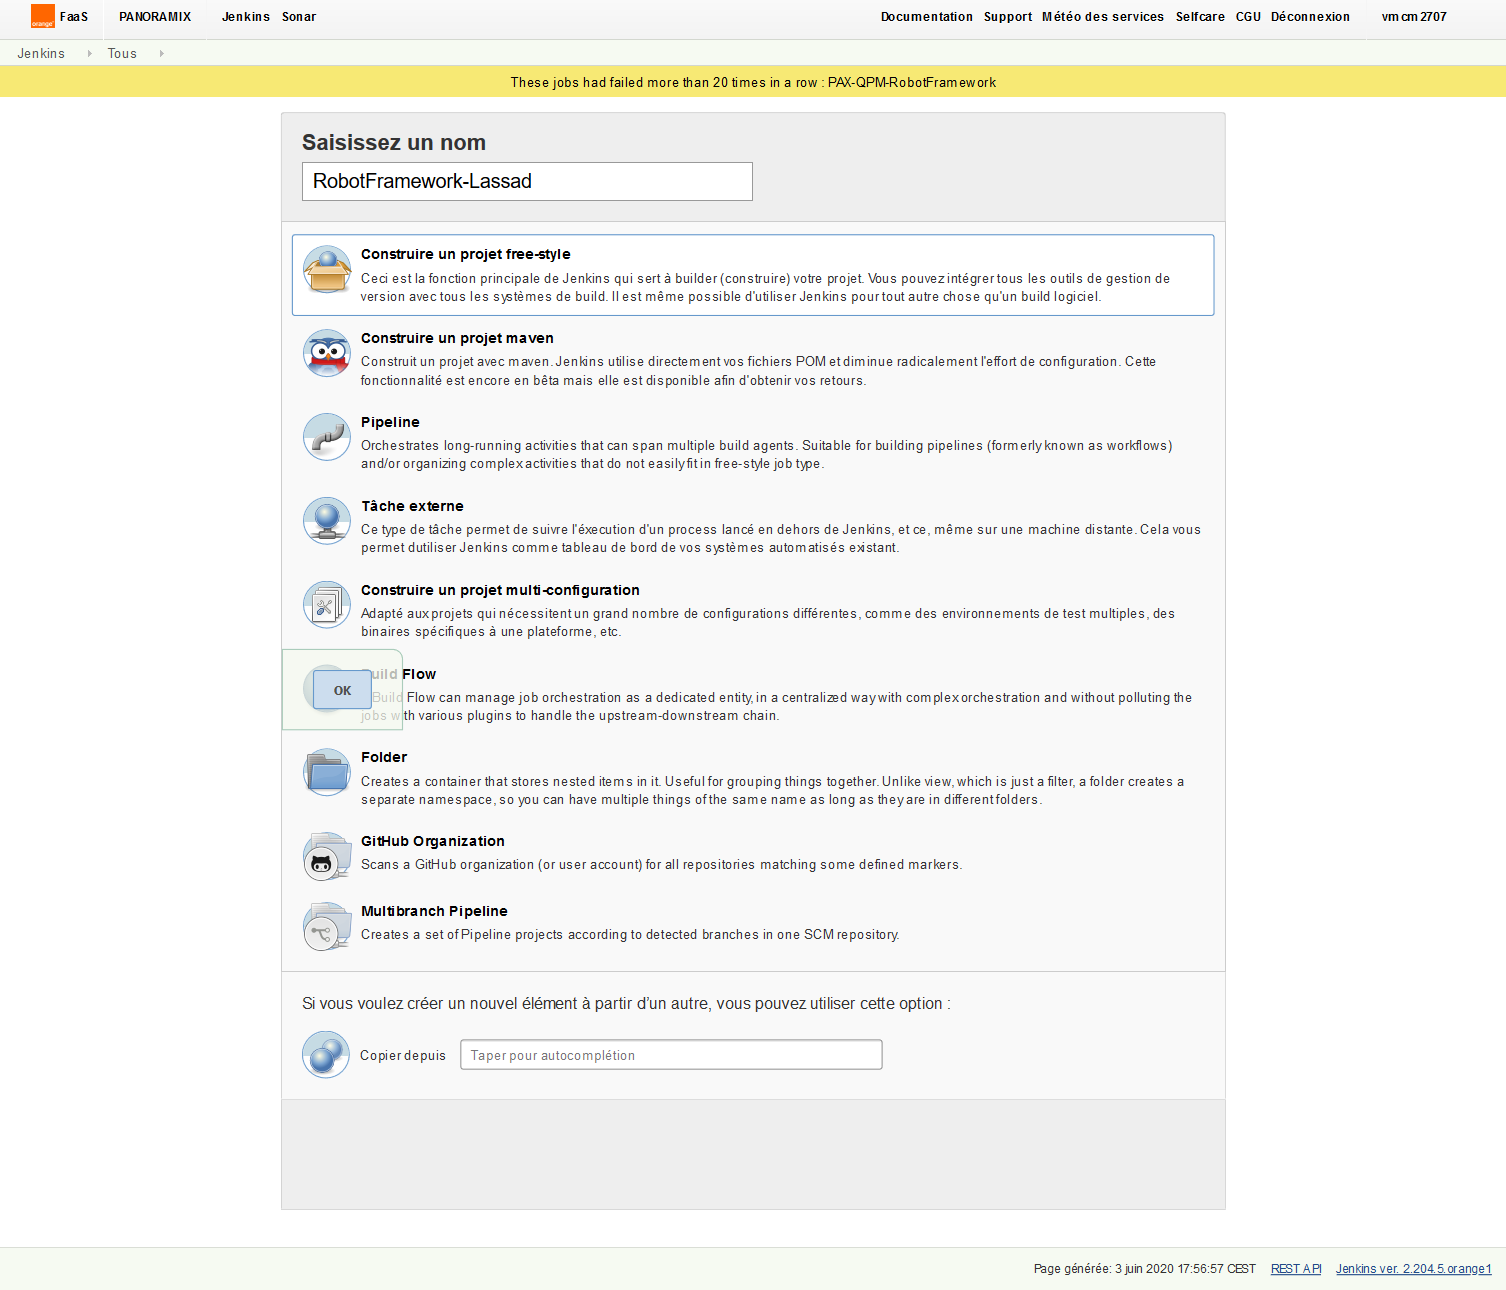 orange FaaS PANORAMIX Jenkins Sonar Documentation Support Météo des services Selfcare CGU Déconnexion vmcm2707
Jenkins Tous
These jobs had failed more than 20 times in a row : PAX-QPM-RobotFramework
Saisissez un nom
RobotFramework-Lassad
Construire un projet free-style
Ceci est la fonction principale de Jenkins qui sert à builder (construire) votre projet. Vous pouvez intégrer tous les outils de gestion de
version avec tous les systèmes de build. Il est même possible d'utiliser Jenkins pour tout autre chose qu'un build logiciel.
Construire un projet maven
Construit un projet avec maven. Jenkins utilise directement vos fichiers POM et diminue radicalement l'effort de configuration. Cette
fonctionnalité est encore en bêta mais elle est disponible afin d'obtenir vos retours.
Pipeline
Orchestrates long-running activities that can span multiple build agents. Suitable for building pipelines (formerly known as workflows)
and/or organizing complex activities that do not easily fit in free-style job type.
Tâche externe
Ce type de tâche permet de suivre l'éxecution d'un process lancé en dehors de Jenkins, et ce, même sur une machine distante. Cela vous
permet dutiliser Jenkins comme tableau de bord de vos systèmes automatisés existant.
Construire un projet multi-configuration
Adapté aux projets qui nécessitent un grand nombre de configurations différentes, comme des environnements de test multiples, des
binaires spécifiques à une plateforme, etc.
Build Flow
Build Flow can manage job orchestration as a dedicated entity, in a centralized way with complex orchestration and without polluting the
jobs with various plugins to handle the upstream-downstream chain.
OK
Folder
Creates a container that stores nested items in it. Useful for grouping things together. Unlike view, which is just a filter, a folder creates a
separate namespace, so you can have multiple things of the same name as long as they are in different folders.
GitHub Organization
Scans a GitHub organization (or user account) for all repositories matching some defined markers.
Multibranch Pipeline
Creates a set of Pipeline projects according to detected branches in one SCM repository.
Si vous voulez créer un nouvel élément à partir d'un autre, vous pouvez utiliser cette option :
Copier depuis Taper pour autocomplétion
Page générée: 3 juin 2020 17:56:57 CEST REST API Jenkins ver. 2.204.5.orange1